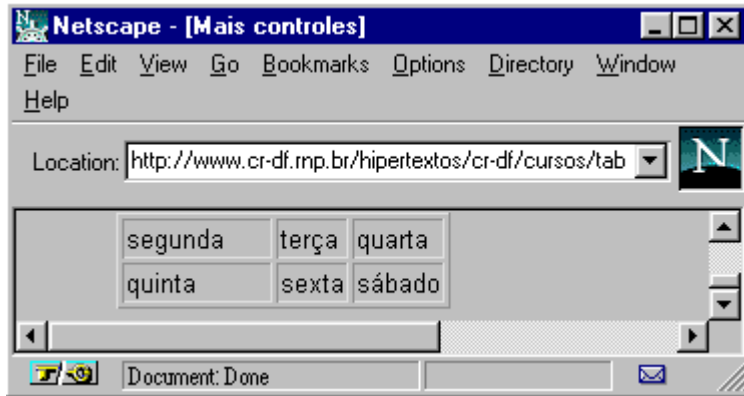 Netscape - [Mais controles]
File Edit View Go Bookmarks Options Directory Window
Help
Location: http://www.cr-df.rnp.br/hipertextos/cr-df/cursos/tab
N
segunda terça quarta
quinta sexta sábado
Document: Done